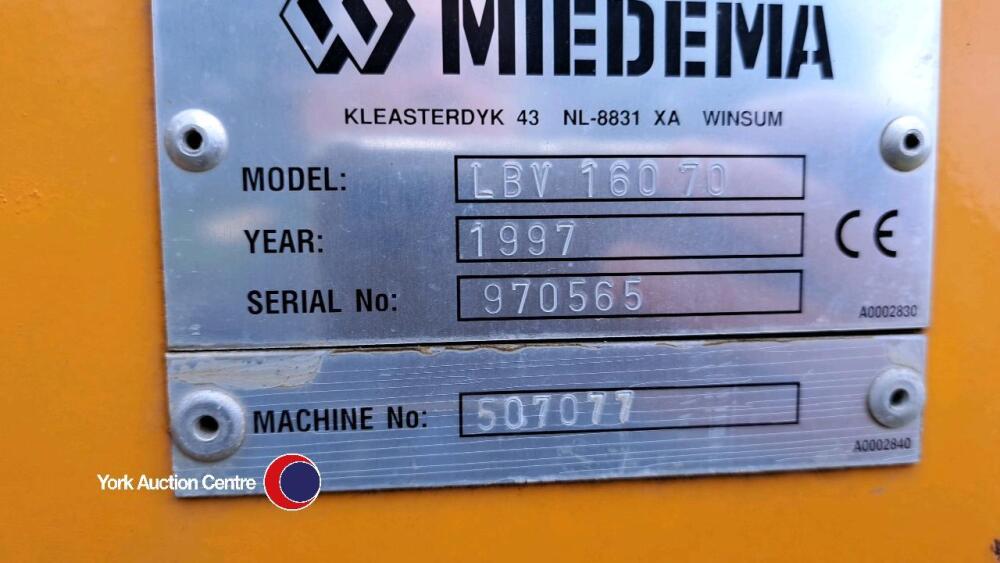 MIEDEMA
KLEASTERDYK 43 NL-8831 XA WINSUM
MODEL: LBV 160 70
YEAR: 1997
CE
SERIAL No: 970565
A0002830
MACHINE No: 507077
A0002840
York Auction Centre